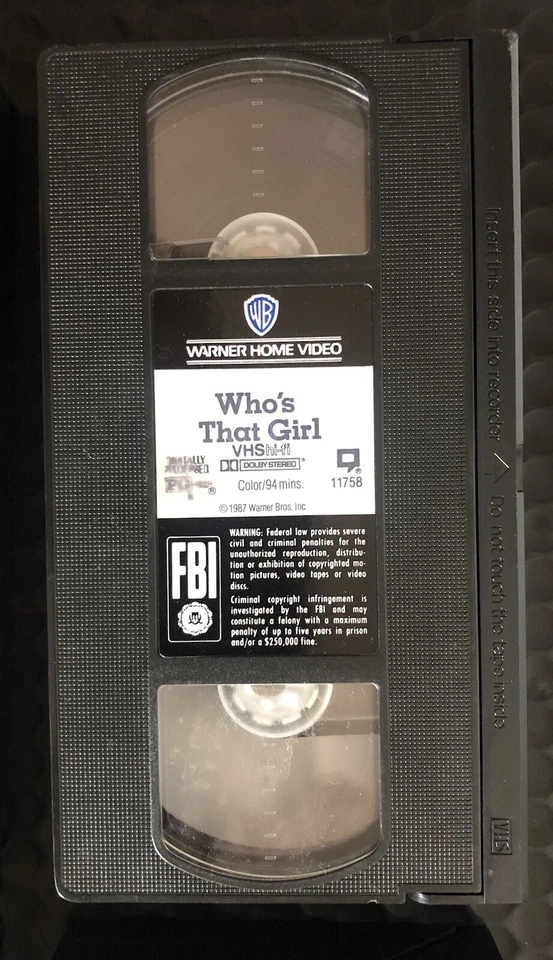 WB
WARNER HOME VIDEO
Who's
That Girl
VHS hi-fi
DIGITALLY
DOLBY STEREO ®
PG ®
Color/94 mins.
11758
©1987 Warner Bros. Inc
FBI
WARNING: Federal law provides severe
civil and criminal penalties for the
unauthorized reproduction, distribu-
tion or exhibition of copyrighted mo-
tion pictures, video tapes or video
discs.
Criminal copyright infringement is
investigated by the FBI and may
constitute a felony with a maximum
penalty of up to five years in prison
and/or a $250,000 fine.
Insert this side into recorder
Do not touch the tape inside
VHS